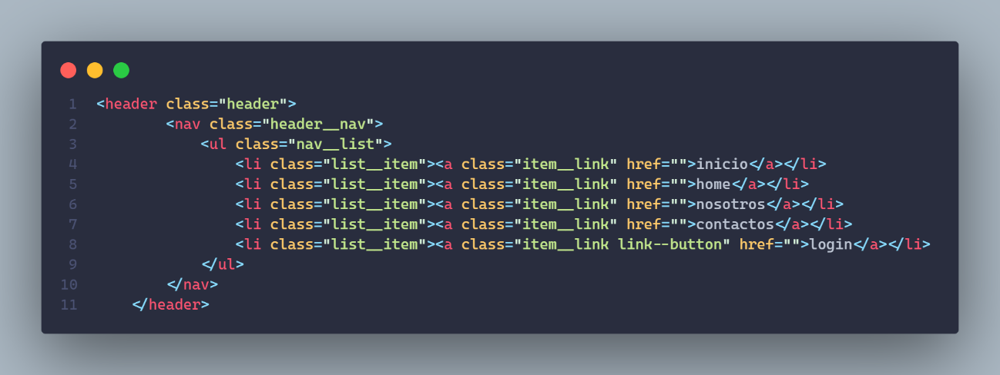 1 <header class="header">
2         <nav class="header__nav">
3             <ul class="nav__list">
4                 <li class="list__item"><a class="item__link" href="">inicio</a></li>
5                 <li class="list__item"><a class="item__link" href="">home</a></li>
6                 <li class="list__item"><a class="item__link" href="">nosotros</a></li>
7                 <li class="list__item"><a class="item__link" href="">contactos</a></li>
8                 <li class="list__item"><a class="item__link link--button" href="">login</a></li>
9             </ul>
10         </nav>
11     </header>